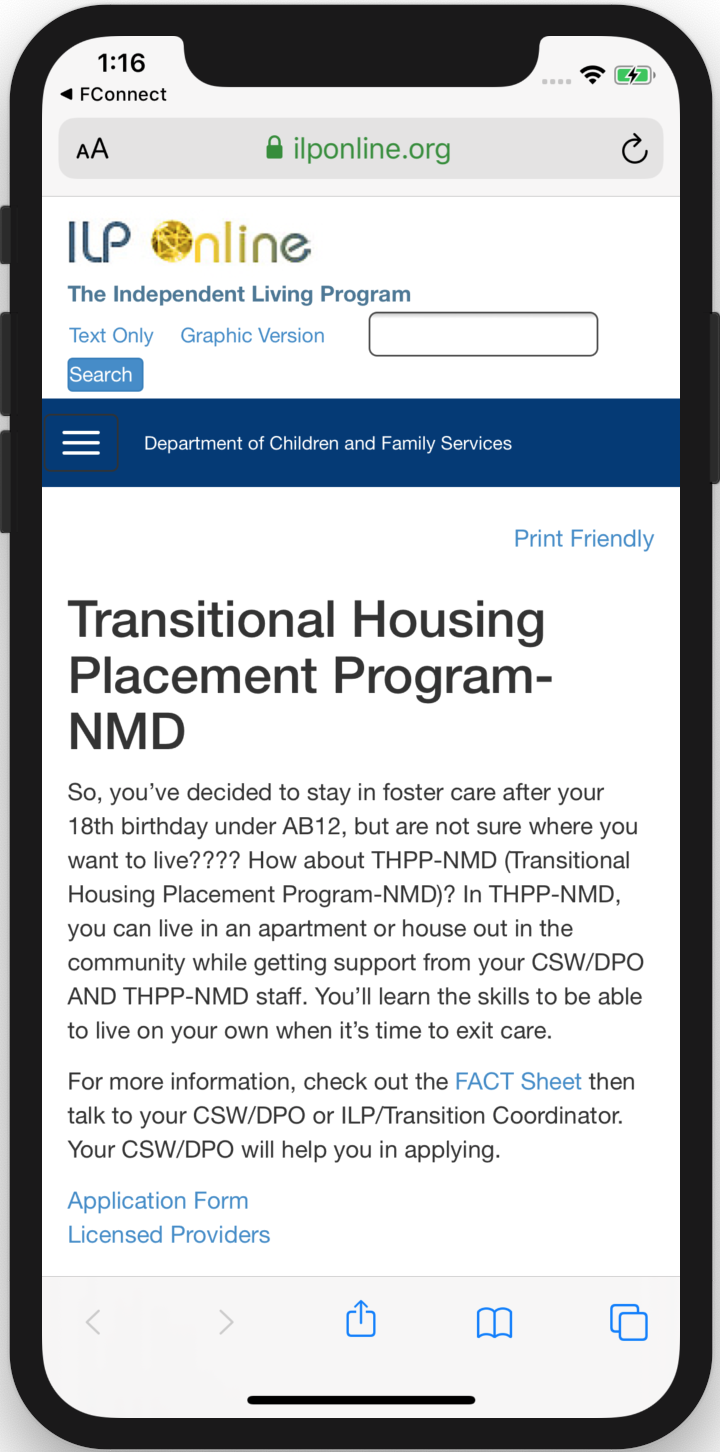 1:16
◀ FConnect
AA ilponline.org
ILP Online
The Independent Living Program
Text Only Graphic Version
Search
Department of Children and Family Services
Print Friendly
Transitional Housing
Placement Program-
NMD
So, you’ve decided to stay in foster care after your
18th birthday under AB12, but are not sure where you
want to live???? How about THPP-NMD (Transitional
Housing Placement Program-NMD)? In THPP-NMD,
you can live in an apartment or house out in the
community while getting support from your CSW/DPO
AND THPP-NMD staff. You’ll learn the skills to be able
to live on your own when it’s time to exit care.
For more information, check out the FACT Sheet then
talk to your CSW/DPO or ILP/Transition Coordinator.
Your CSW/DPO will help you in applying.
Application Form
Licensed Providers